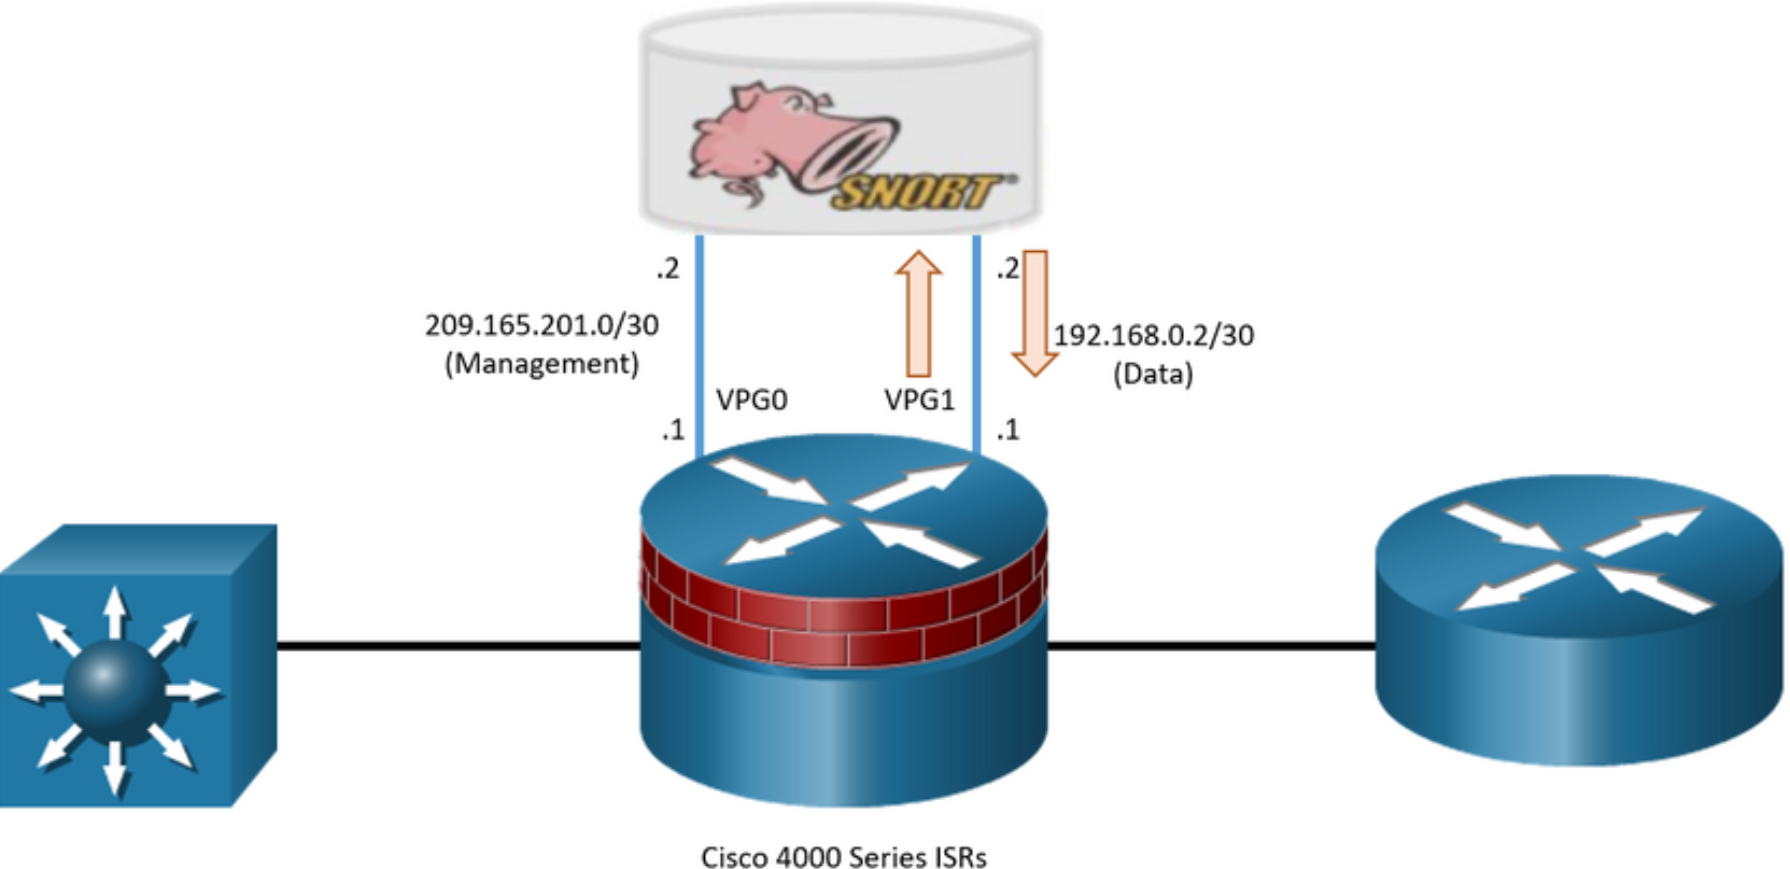 SNORT®
.2
.2
209.165.201.0/30
(Management)
192.168.0.2/30
(Data)
VPG0
VPG1
.1
.1
Cisco 4000 Series ISRs